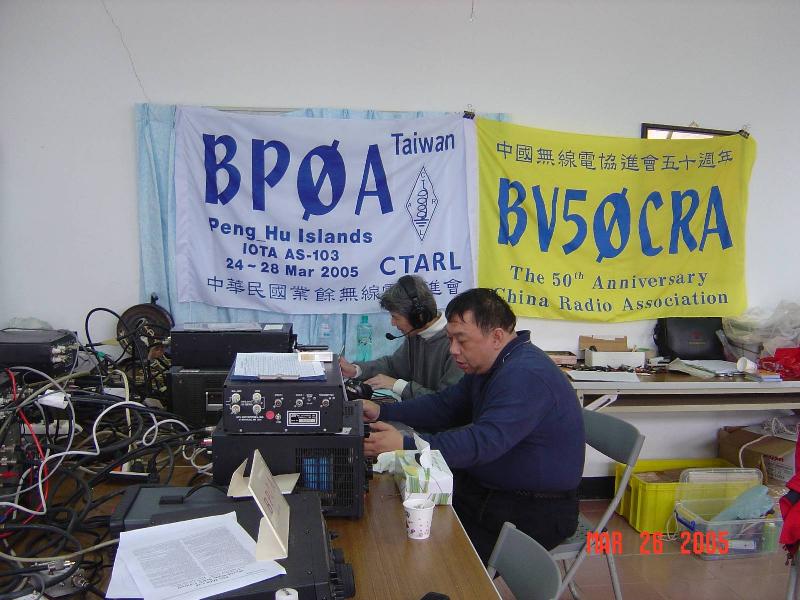 BPØA
Taiwan
Peng_Hu Islands
IOTA AS-103
24~28 Mar 2005
CTARL
中華民國業餘無線電 會
中國無線電協進會五十週年
BV5ØCRA
The 50th Anniversary
China Radio Association
MAR 26 2005